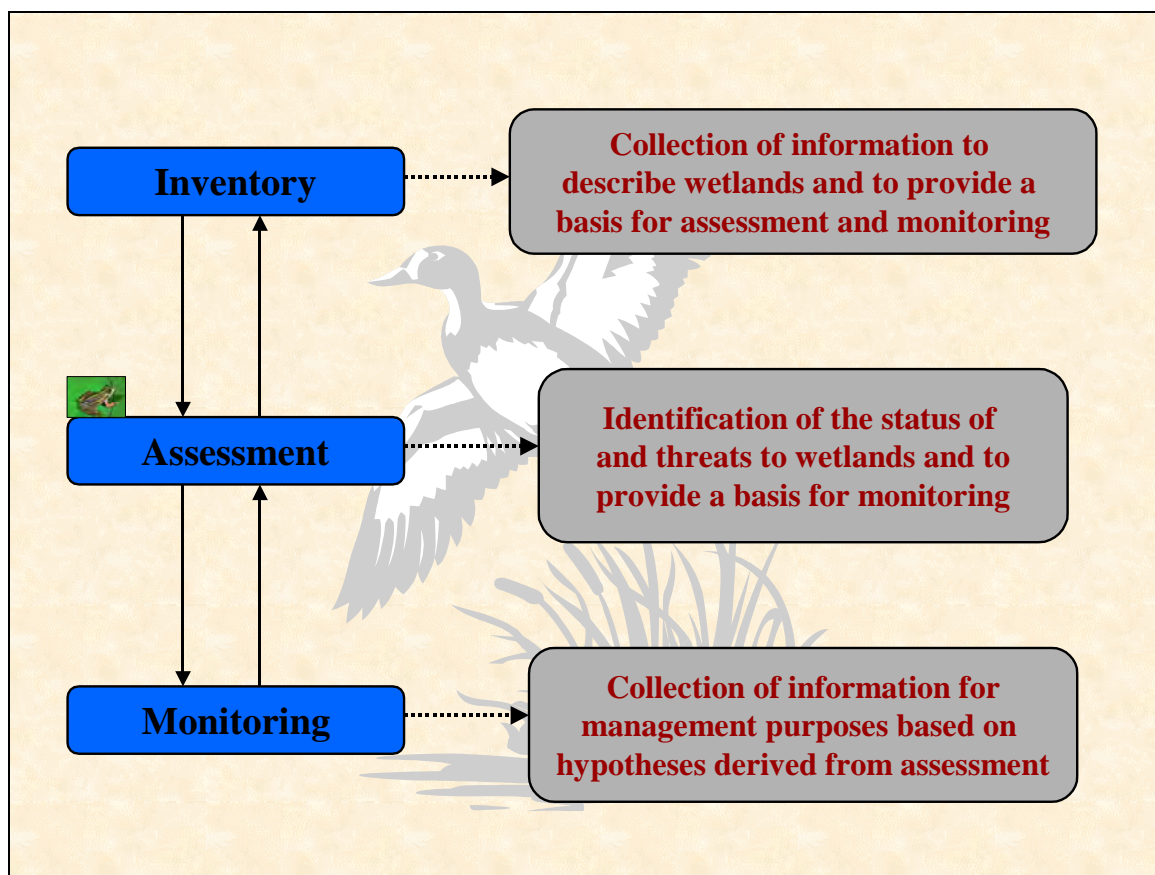 Inventory
Collection of information to
describe wetlands and to provide a
basis for assessment and monitoring
Assessment
Identification of the status of
and threats to wetlands and to
provide a basis for monitoring
Monitoring
Collection of information for
management purposes based on
hypotheses derived from assessment